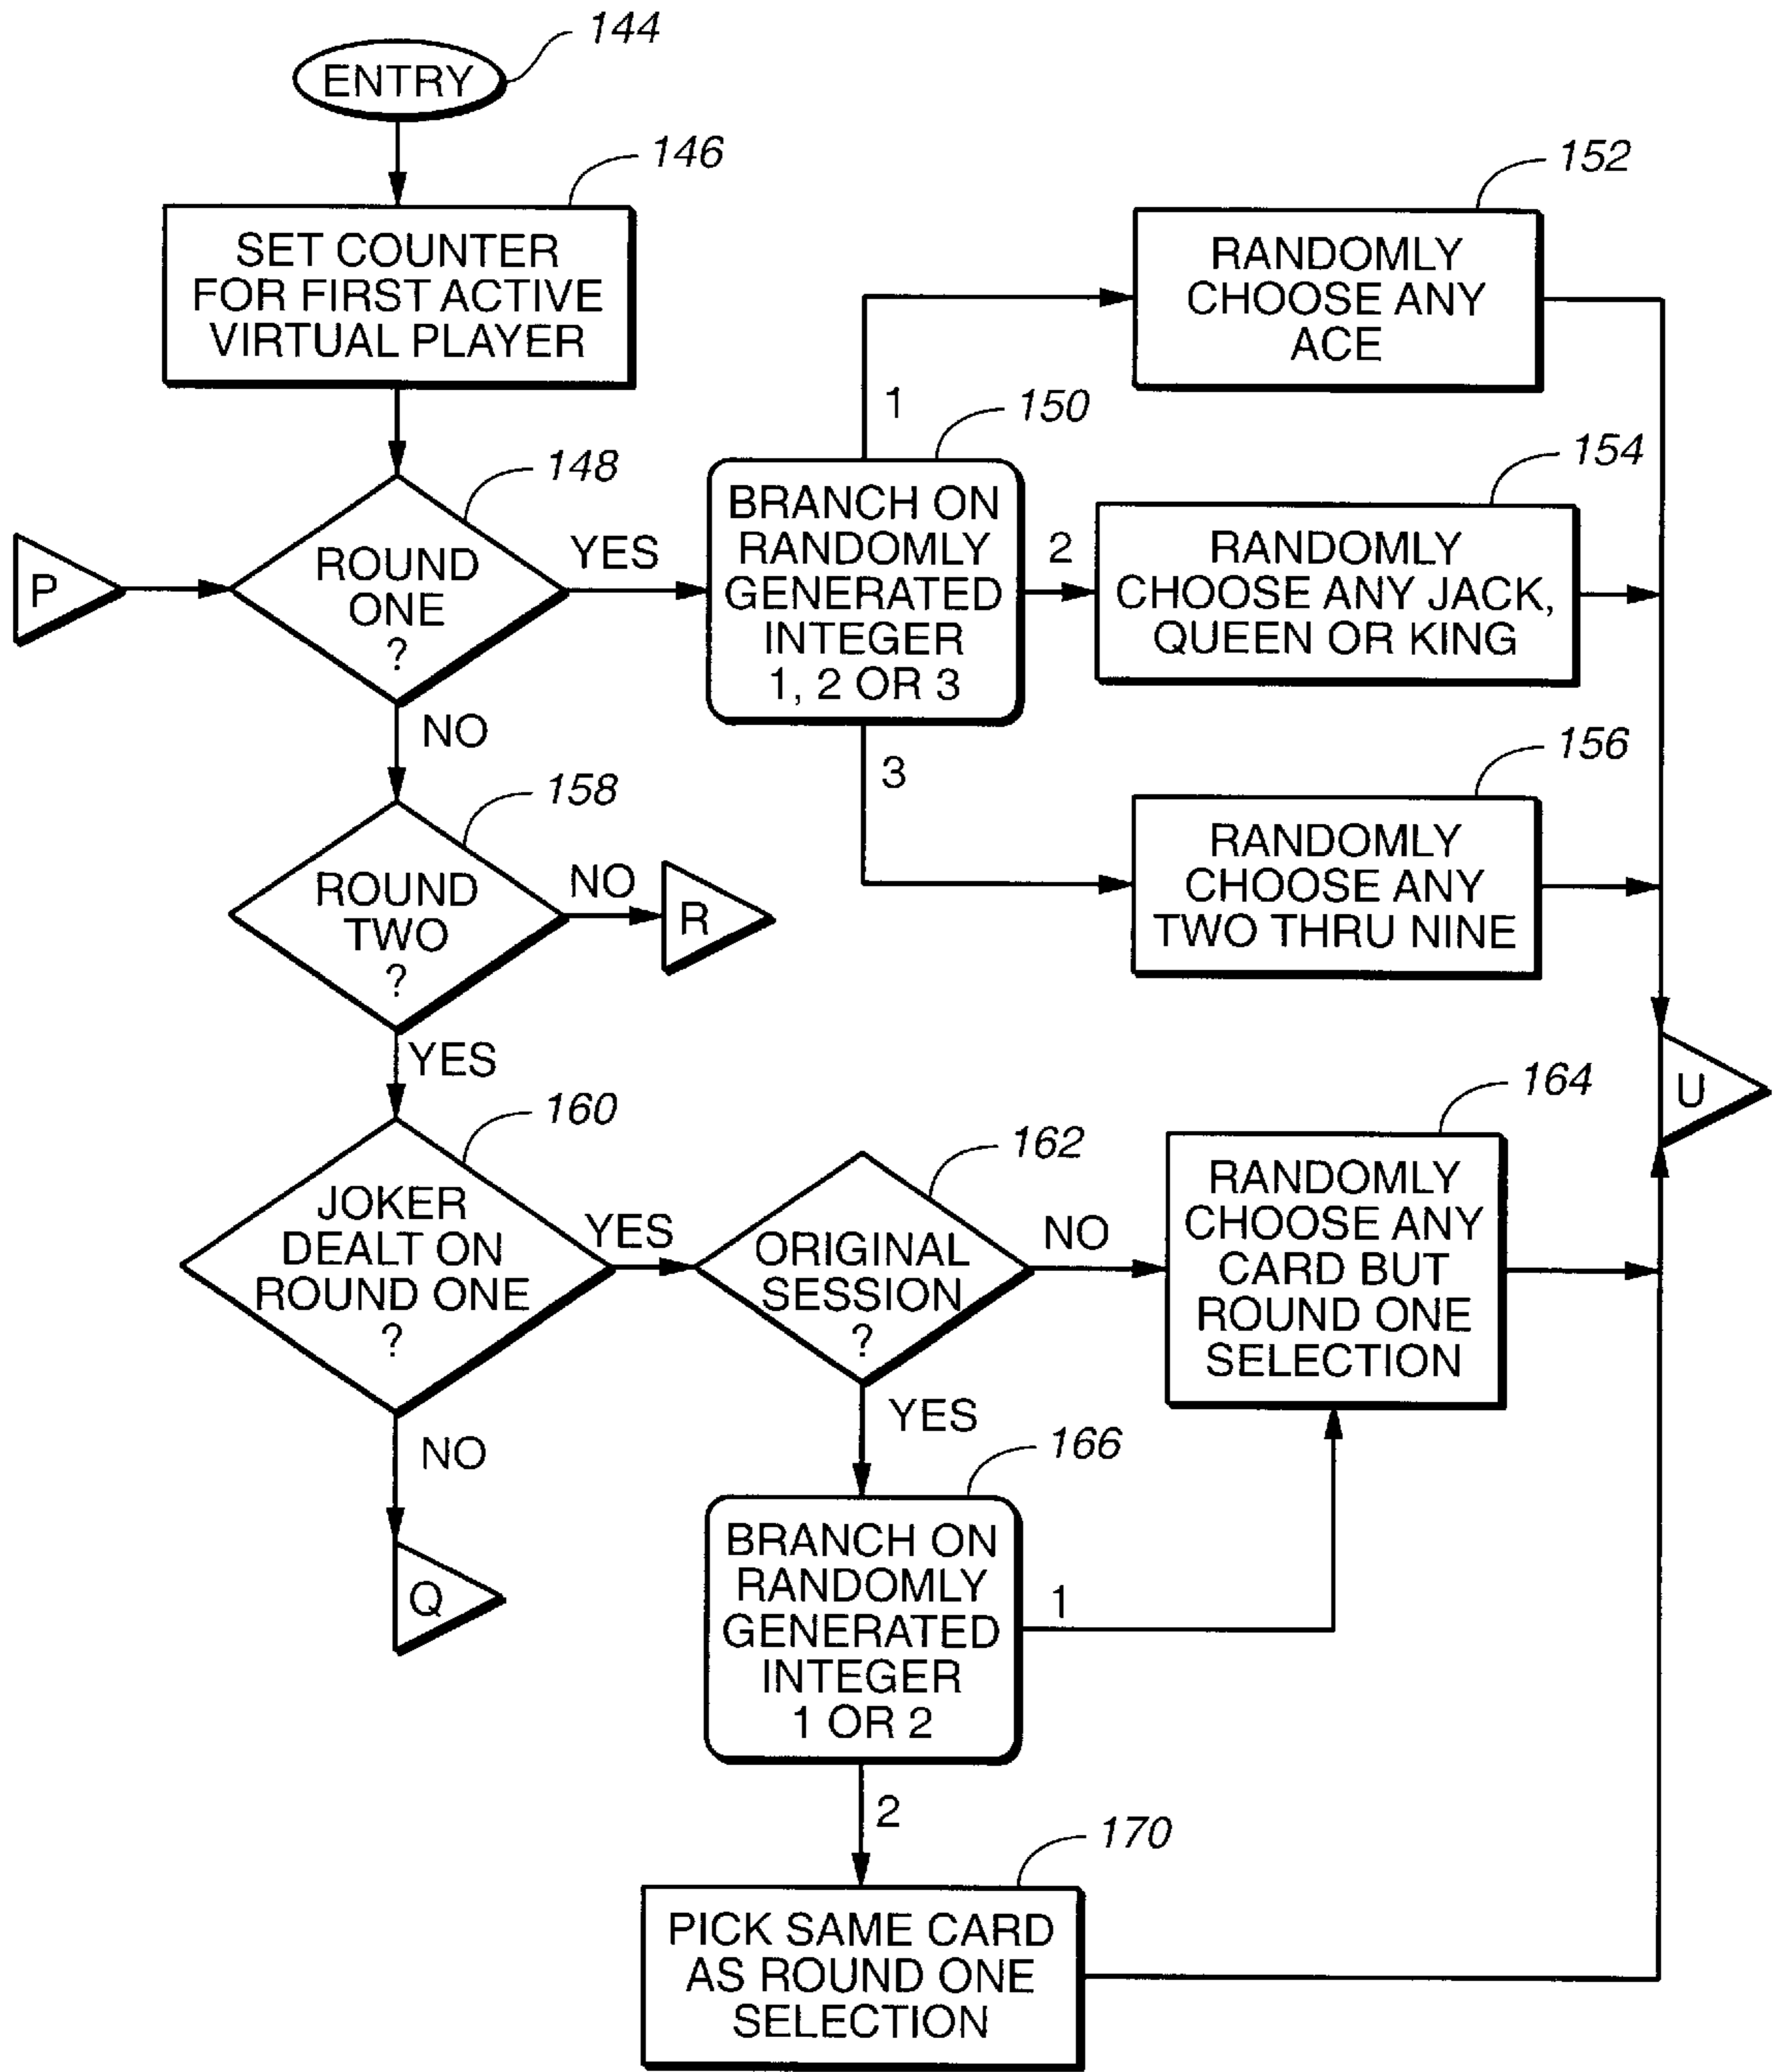 144
ENTRY
146
SET COUNTER
FOR FIRST ACTIVE
VIRTUAL PLAYER
152
RANDOMLY
CHOOSE ANY
ACE
148
P
ROUND
ONE
?
YES
NO
1
150
BRANCH ON
RANDOMLY
GENERATED
INTEGER
1, 2 OR 3
2
3
154
RANDOMLY
CHOOSE ANY JACK,
QUEEN OR KING
156
RANDOMLY
CHOOSE ANY
TWO THRU NINE
158
ROUND
TWO
?
NO
R
YES
U
160
JOKER
DEALT ON
ROUND ONE
?
YES
NO
Q
162
ORIGINAL
SESSION
?
NO
YES
164
RANDOMLY
CHOOSE ANY
CARD BUT
ROUND ONE
SELECTION
166
BRANCH ON
RANDOMLY
GENERATED
INTEGER
1 OR 2
1
2
170
PICK SAME CARD
AS ROUND ONE
SELECTION